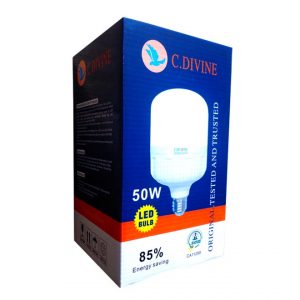 C.DIVINE
50W
LED
BULB
85%
Energy saving
ORIGINAL TESTED AND TRUSTED